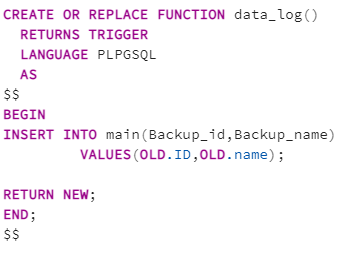 CREATE OR REPLACE FUNCTION data_log()
RETURNS TRIGGER
LANGUAGE PLPGSQL
AS
$$
BEGIN
INSERT INTO main(Backup_id,Backup_name)
VALUES(OLD.ID,OLD.name);
RETURN NEW;
END;
$$